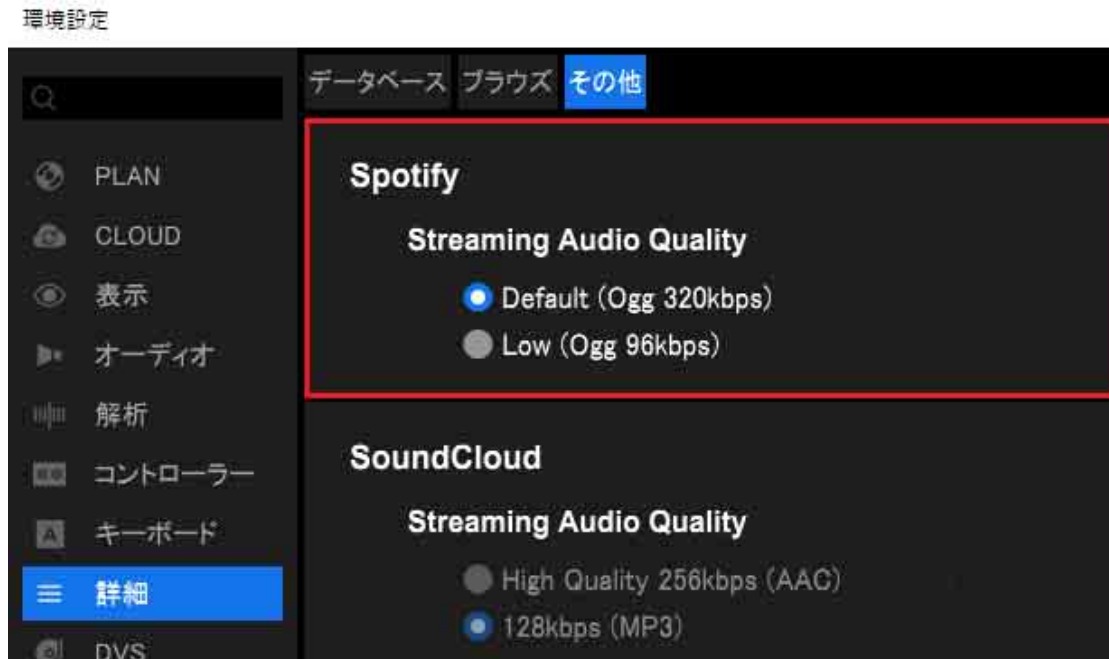 環境設定
データベース ブラウズ その他
PLAN
CLOUD
表示
オーディオ
解析
コントローラー
キーボード
詳細
DVS
Spotify
Streaming Audio Quality
Default (Ogg 320kbps)
Low (Ogg 96kbps)
SoundCloud
Streaming Audio Quality
High Quality 256kbps (AAC)
128kbps (MP3)